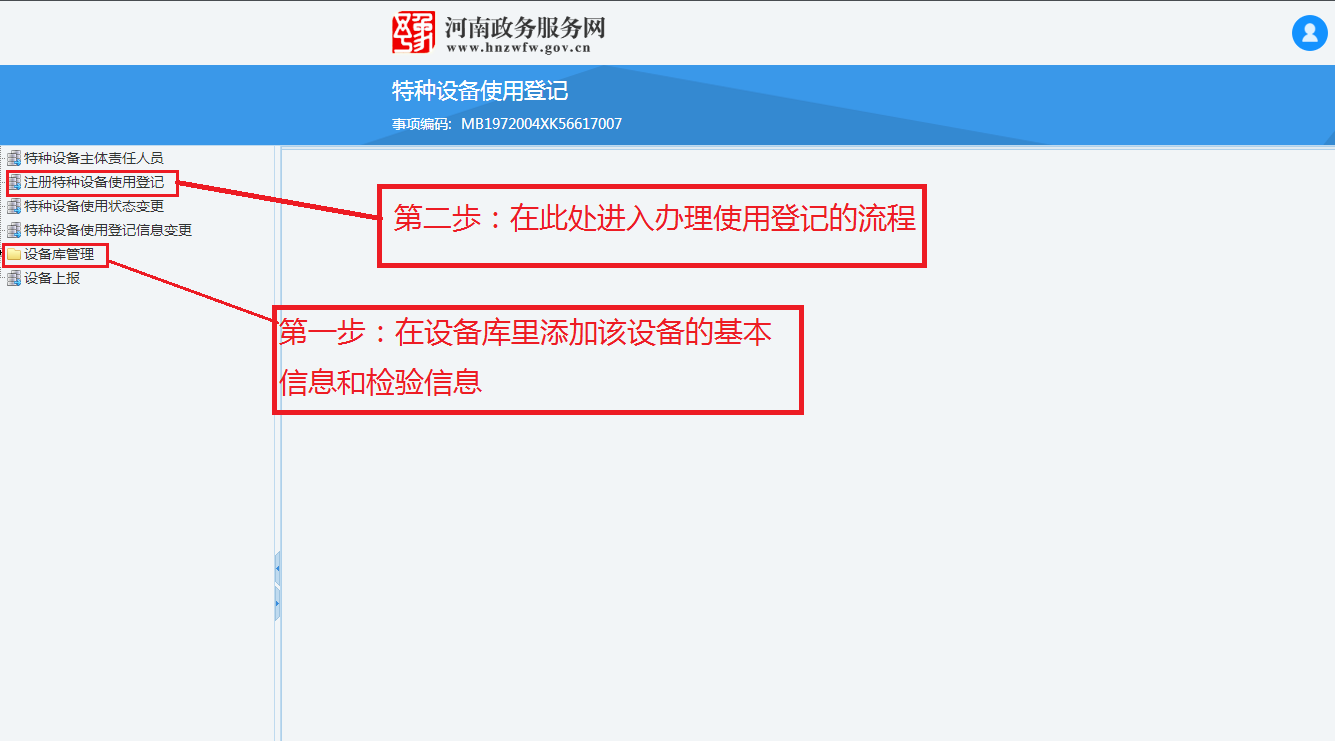 河南政务服务网
www.hnzwfw.gov.cn
特种设备使用登记
事项编码：MB1972004XK56617007
特种设备主体责任人员
注册特种设备使用登记
特种设备使用状态变更
特种设备使用登记信息变更
设备库管理
设备上报
第二步：在此处进入办理使用登记的流程
第一步：在设备库里添加该设备的基本
信息和检验信息